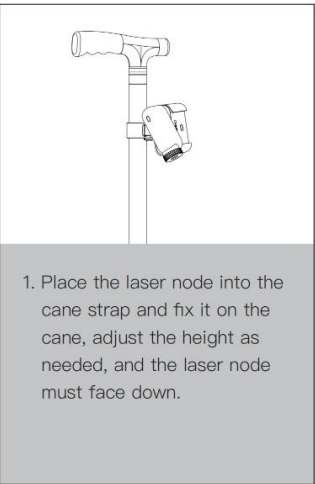 1. Place the laser node into the
cane strap and fix it on the
cane, adjust the height as
needed, and the laser node
must face down.